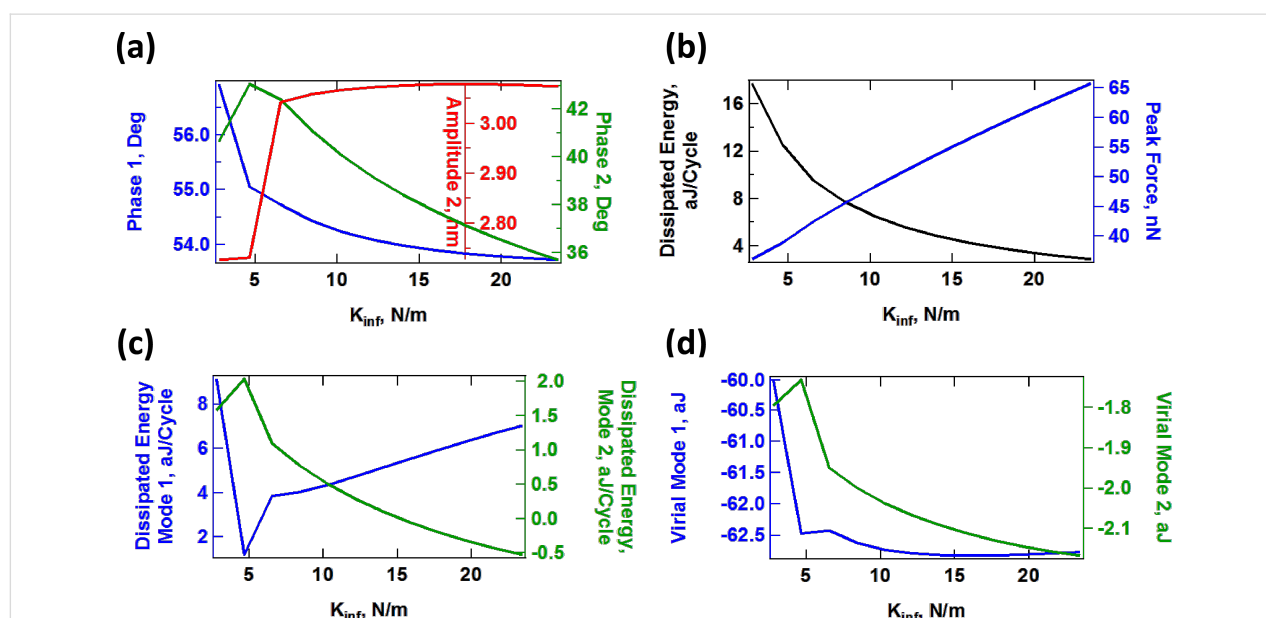 (a)
Phase 1, Deg
56.0
55.0
54.0
Amplitude 2, nm
3.00
2.90
2.80
Phase 2, Deg
42
40
38
36
5 10 15 20
Kinf, N/m
(b)
Dissipated Energy,
aJ/Cycle
16
12
8
4
Peak
Force, nN
65
60
55
50
45
40
5 10 15 20
Kinf, N/m
(c)
Dissipated Energy
Mode 1, aJ/Cycle
8
6
4
2
Dissipated Energy,
Mode 2, aJ/Cycle
2.0
1.5
1.0
0.5
0.0
-0.5
5 10 15 20
Kinf, N/m
(d)
Virial Mode 1, aJ
-60.0
-60.5
-61.0
-61.5
-62.0
-62.5
Virial Mode 2, aJ
-1.8
-1.9
-2.0
-2.1
5 10 15 20
Kinf, N/m